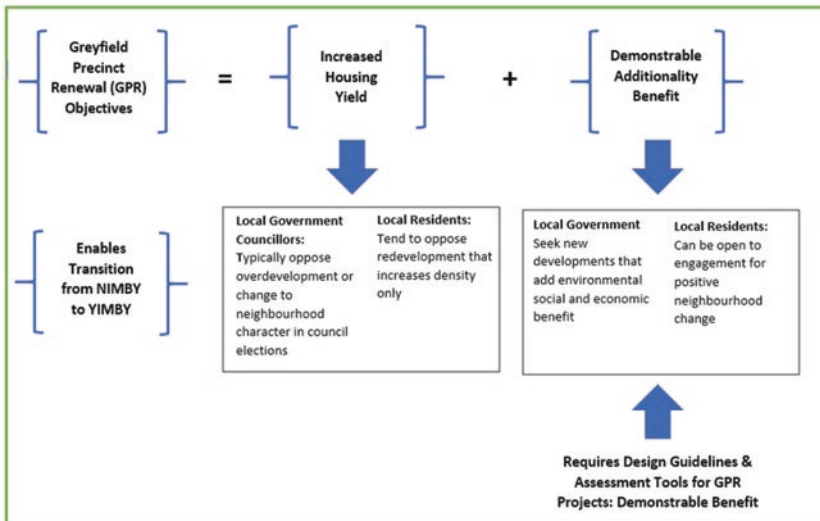 Greyfield
Precinct
Renewal (GPR)
Objectives
=
Increased
Housing
Yield
+
Demonstrable
Additionality
Benefit
Enables
Transition
from NIMBY
to YIMBY
Local Government
Councillors:
Typically oppose
overdevelopment or
change to
neighbourhood
character in council
elections
Local Residents:
Tend to oppose
redevelopment that
increases density
only
Local Government
Seek new
developments that
add environmental
social and economic
benefit
Local Residents:
Can be open to
engagement for
positive
neighbourhood
change
Requires Design Guidelines &
Assessment Tools for GPR
Projects: Demonstrable Benefit